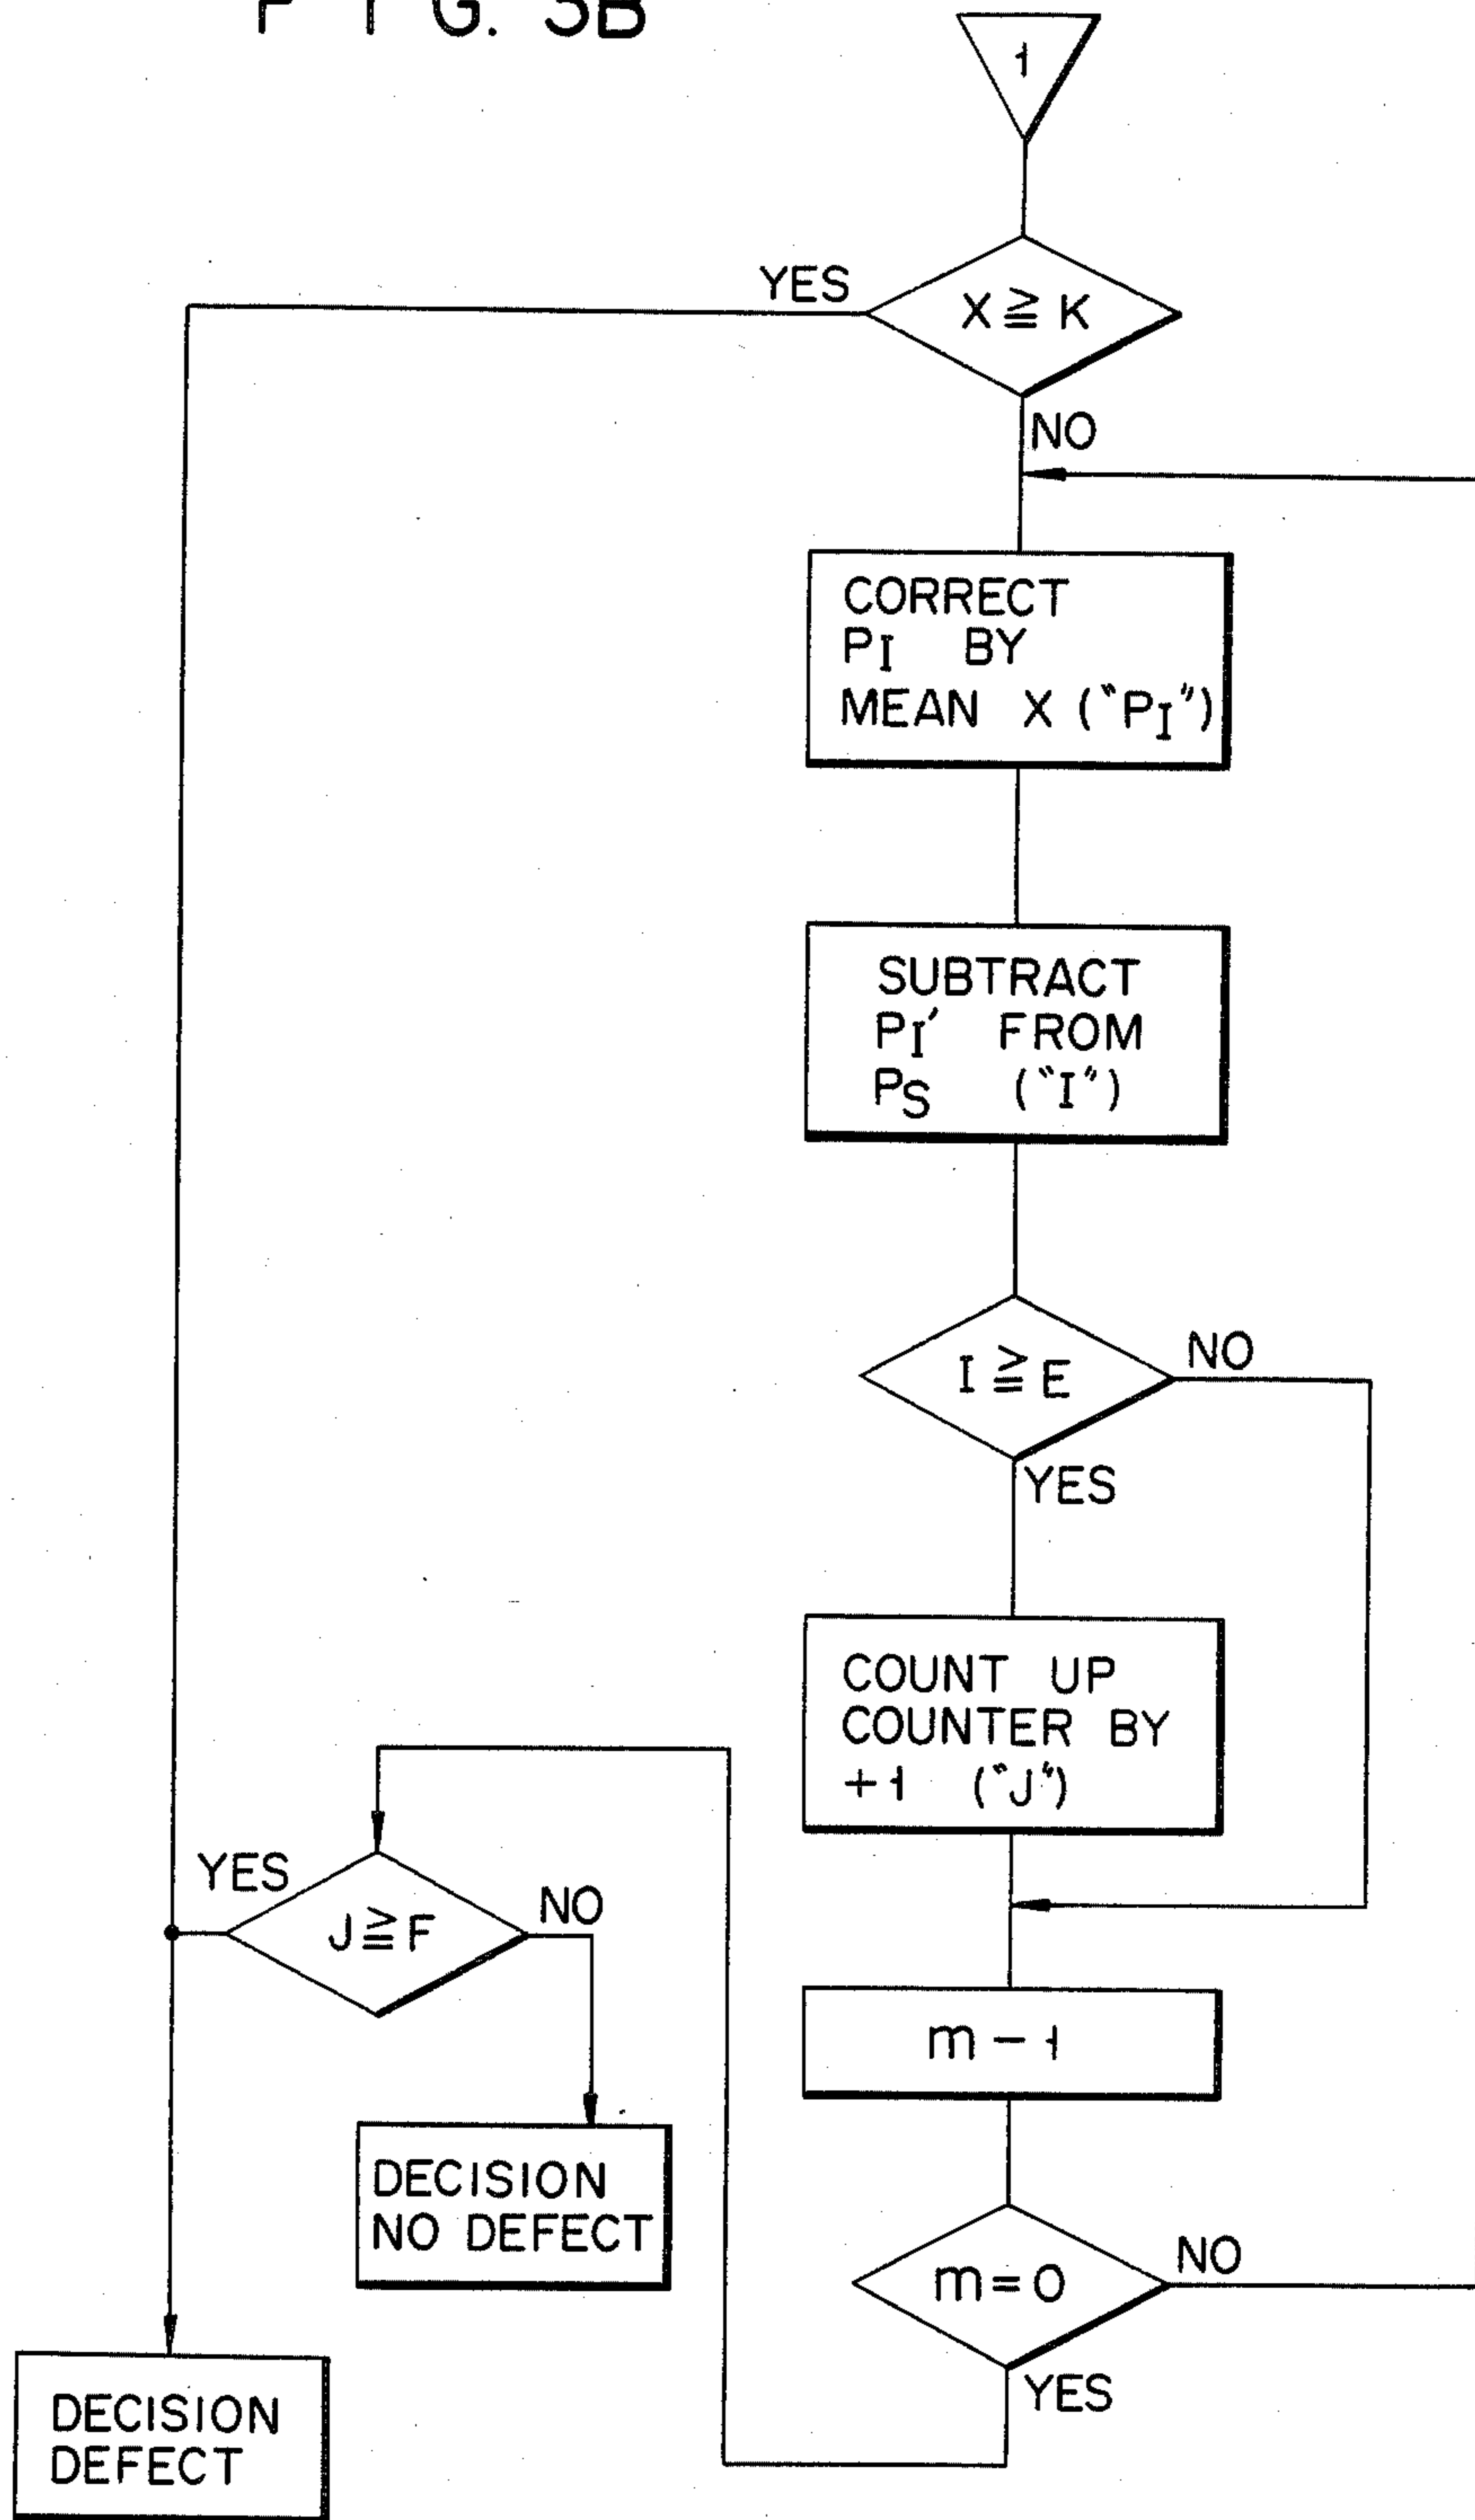 FIG. 3B
1
X ≧ K
YES
NO
CORRECT
PI BY
MEAN X ("PI")
SUBTRACT
PI' FROM
PS ("I")
I ≧ E
NO
YES
COUNT UP
COUNTER BY
+1 ("J")
J ≧ F
YES
NO
m - 1
DECISION
NO DEFECT
m = 0
NO
YES
DECISION
DEFECT